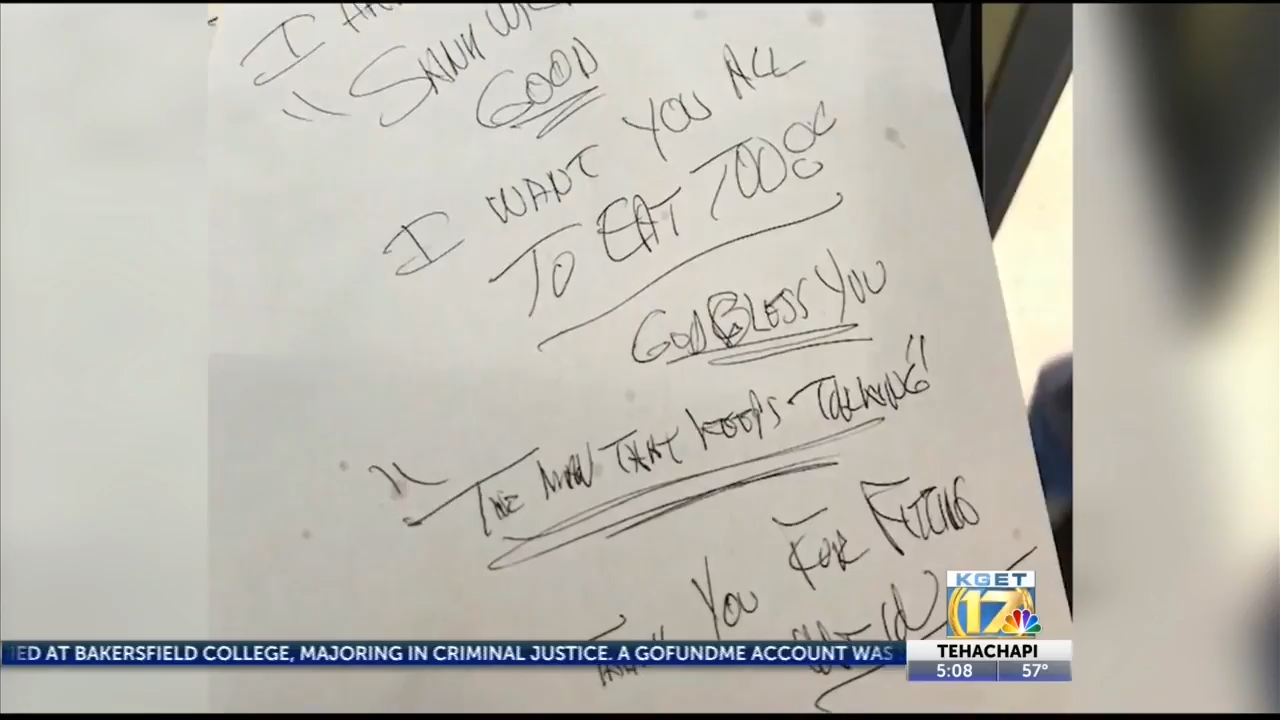 I
GOOD
I WANT YOU ALL
TO EAT
GOD BLESS YOU
"THE MAN THAT KEEPS TALKING"
YOU FOR
KGET
17
IED AT BAKERSFIELD COLLEGE, MAJORING IN CRIMINAL JUSTICE. A GOFUNDME ACCOUNT WAS
TEHACHAPI
5:08 57°